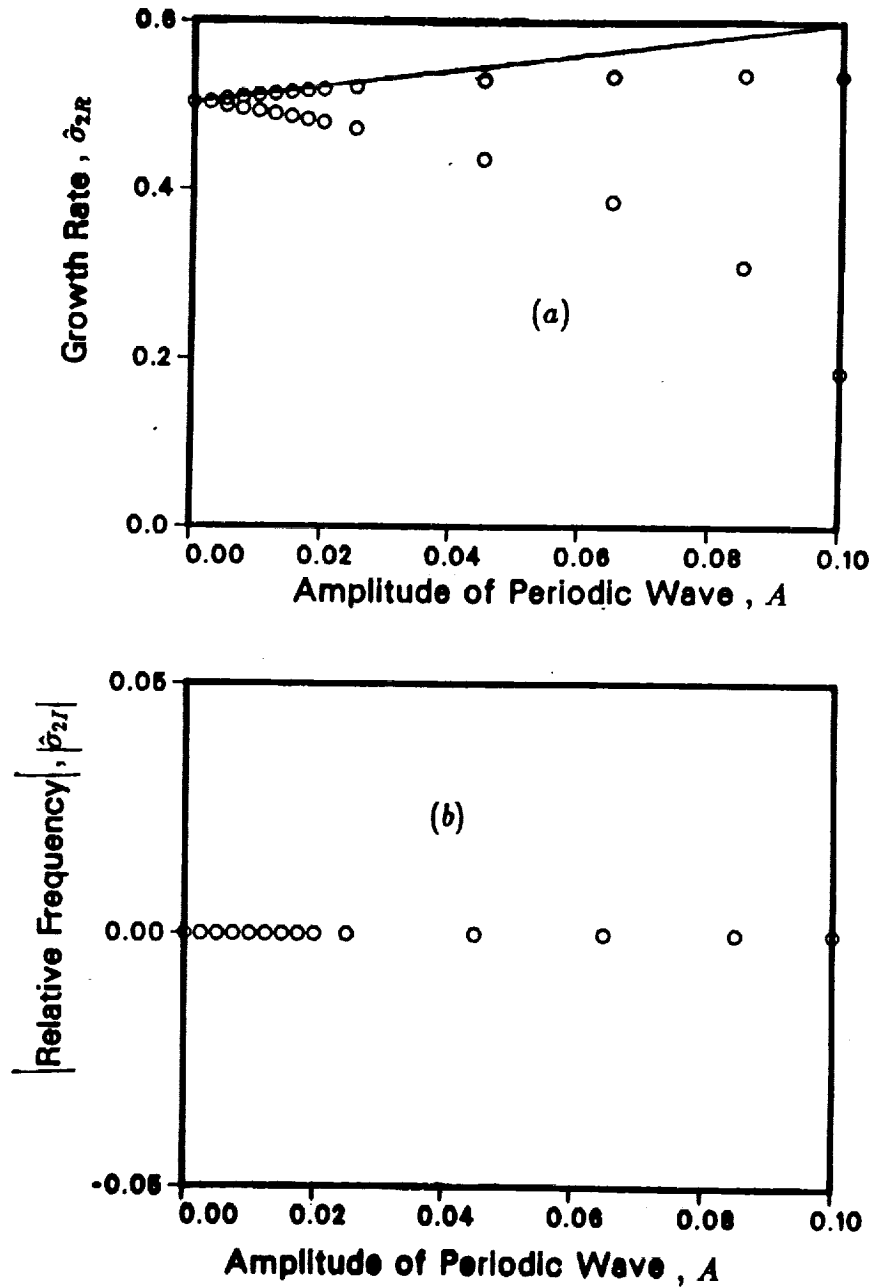 0.6
0.4
0.2
0.0
Growth Rate , σ̂₂R
(a)
0.00 0.02 0.04 0.06 0.08 0.10
Amplitude of Periodic Wave , A
0.05
0.00
-0.05
|Relative Frequency|, |σ̂₂I|
(b)
0.00 0.02 0.04 0.06 0.08 0.10
Amplitude of Periodic Wave , A